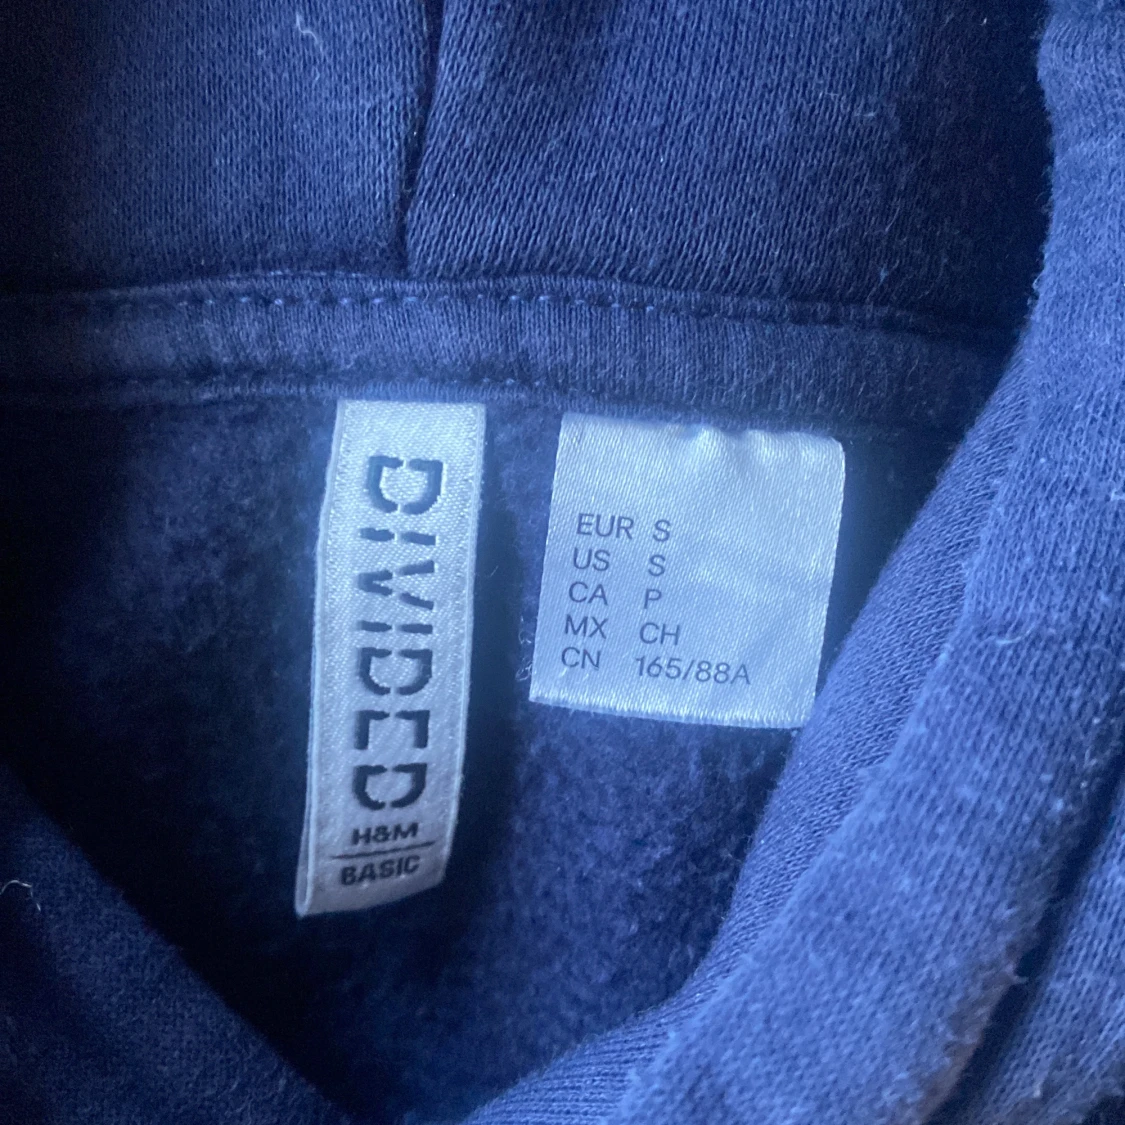 DIVIDED
H&M
BASIC
EUR S
US S
CA P
MX CH
CN 165/88A